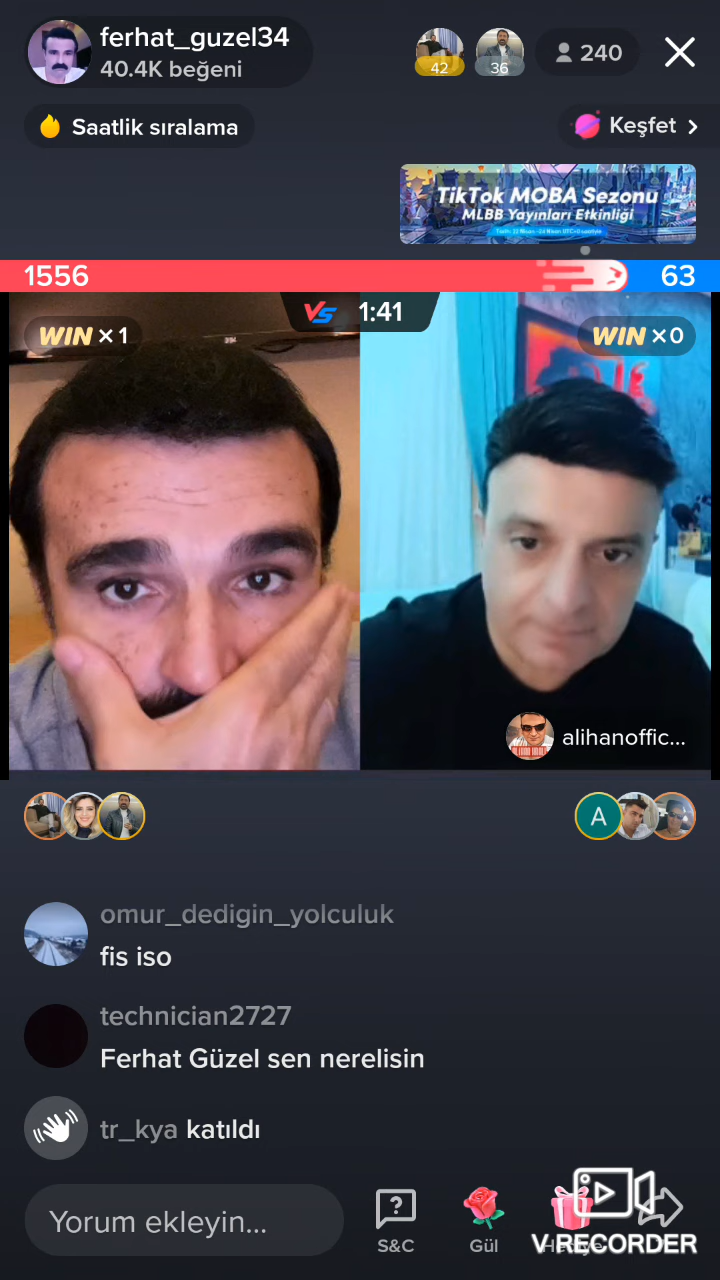 ferhat_guzel34
40.4K beğeni
42
36
240
Saatlik sıralama
Keşfet
TikTok MOBA Sezonu
MLBB Yayınları Etkinliği
1556
63
VS 1:41
WIN × 1
WIN ×0
alihanoffic...
A
omur_dedigin_yolculuk
fis iso
technician2727
Ferhat Güzel sen nerelisin
tr_kya katıldı
Yorum ekleyin...
S&C
Gül
V RECORDER